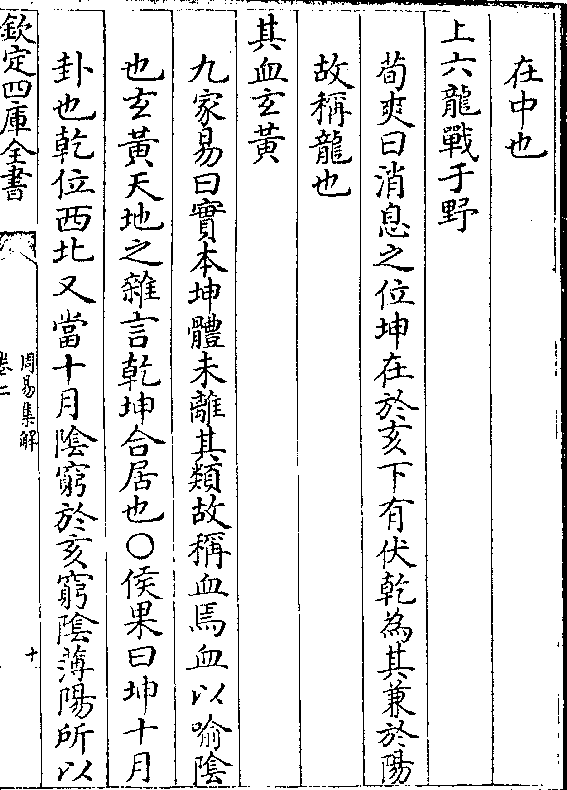 在中也
上六龍戰于野
荀爽曰消息之位坤在於亥下有伏乾為其兼於陽
故稱龍也
其血玄黃
九家易曰實本坤體未離其類故稱血焉血以喻陰
也玄黃天地之雜言乾坤合居也〇侯果曰坤十月
卦也乾位西北又當十月陰窮於亥窮陰薄陽所以
欽定四庫全書
周易集解
卷二
十